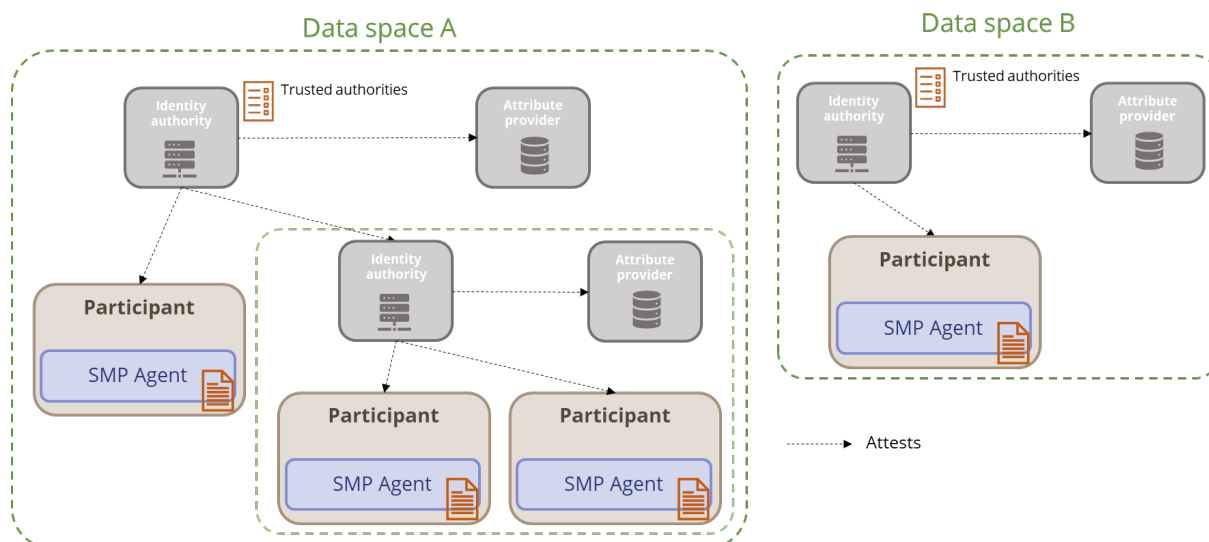 Data space A
Data space B
Identity
authority
Trusted authorities
Attribute
provider
Identity
authority
Trusted authorities
Attribute
provider
Identity
authority
Attribute
provider
Participant
SMP Agent
Participant
SMP Agent
Participant
SMP Agent
Participant
SMP Agent
Attests